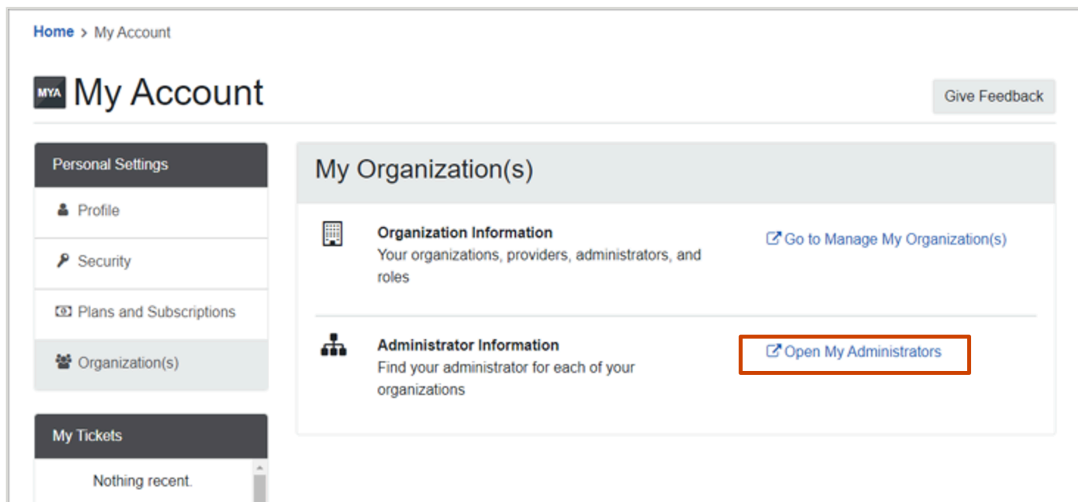 Home > My Account
MYA My Account
Give Feedback
Personal Settings
Profile
Security
Plans and Subscriptions
Organization(s)
My Tickets
Nothing recent.
My Organization(s)
Organization Information
Your organizations, providers, administrators, and
roles
Go to Manage My Organization(s)
Administrator Information
Find your administrator for each of your
organizations
Open My Administrators